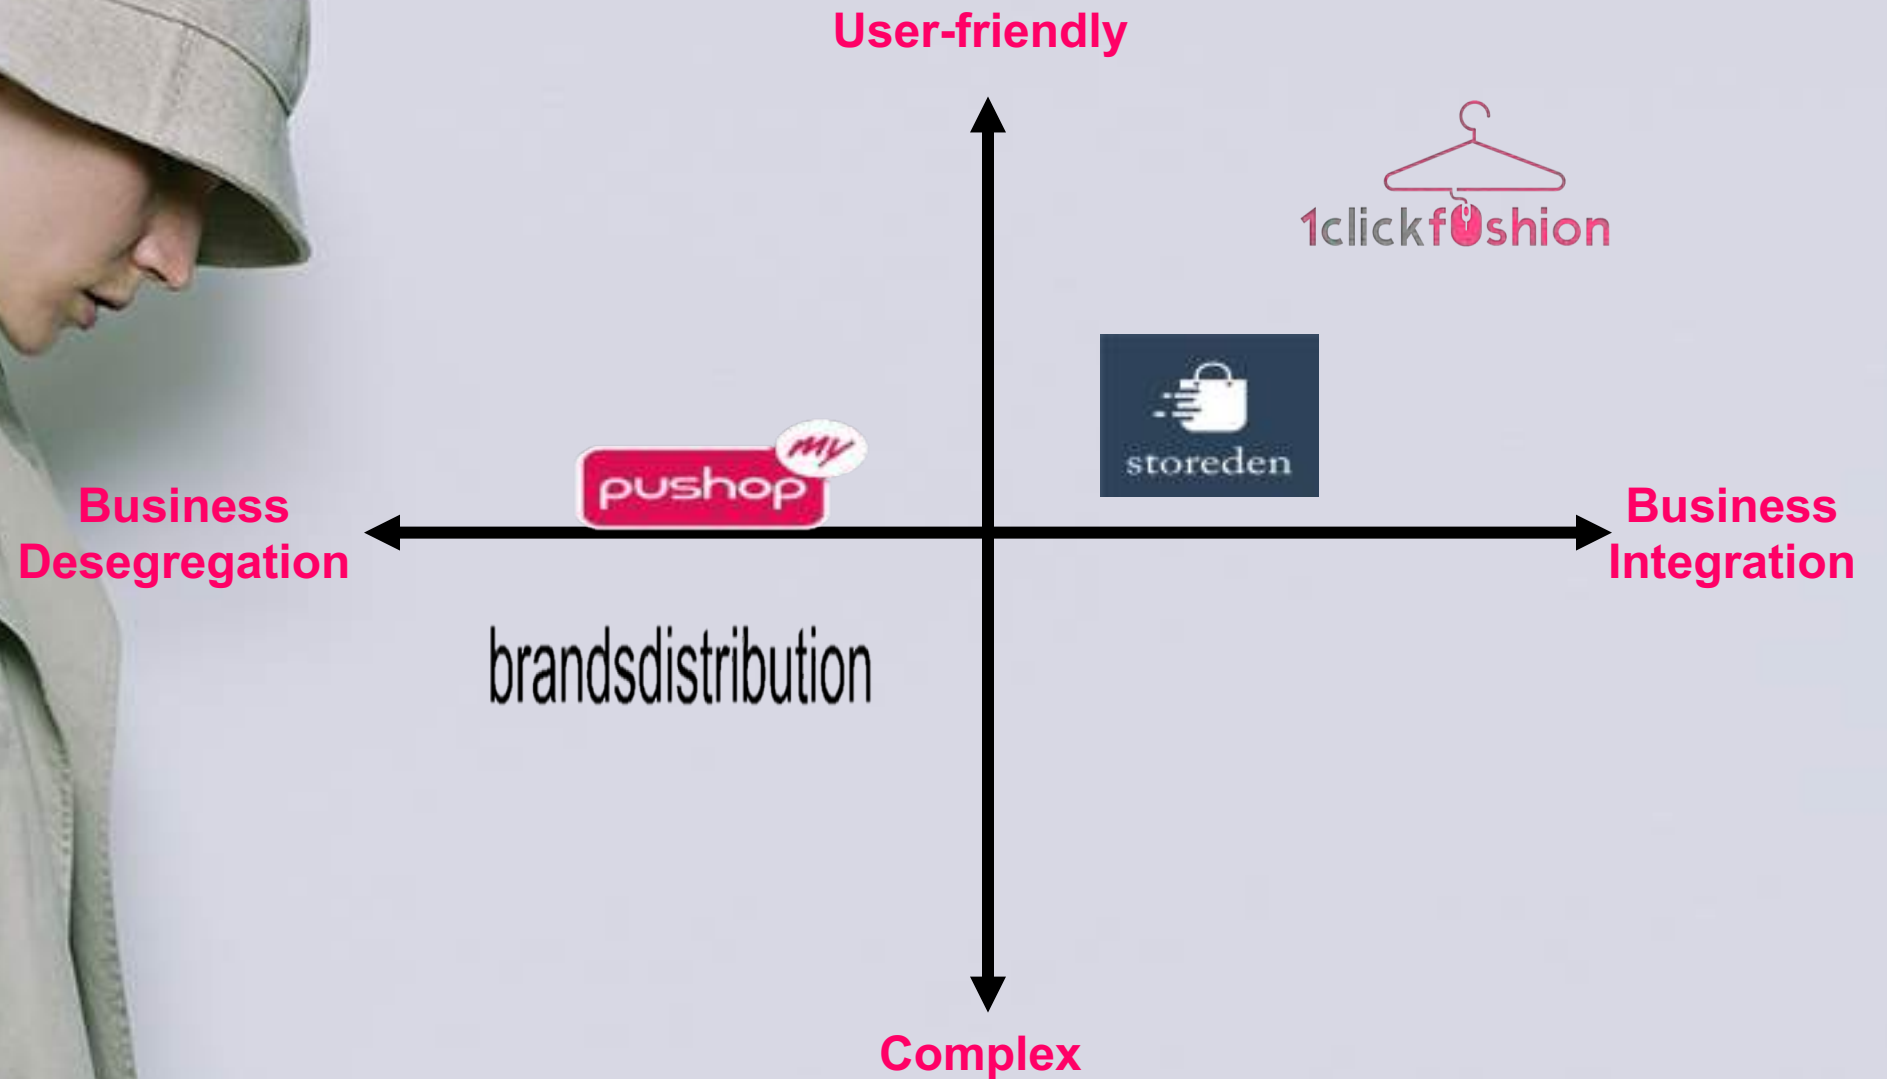 User-friendly
1clickfashion
storeden
my
pushop
Business
Desegregation
Business
Integration
brandsdistribution
Complex